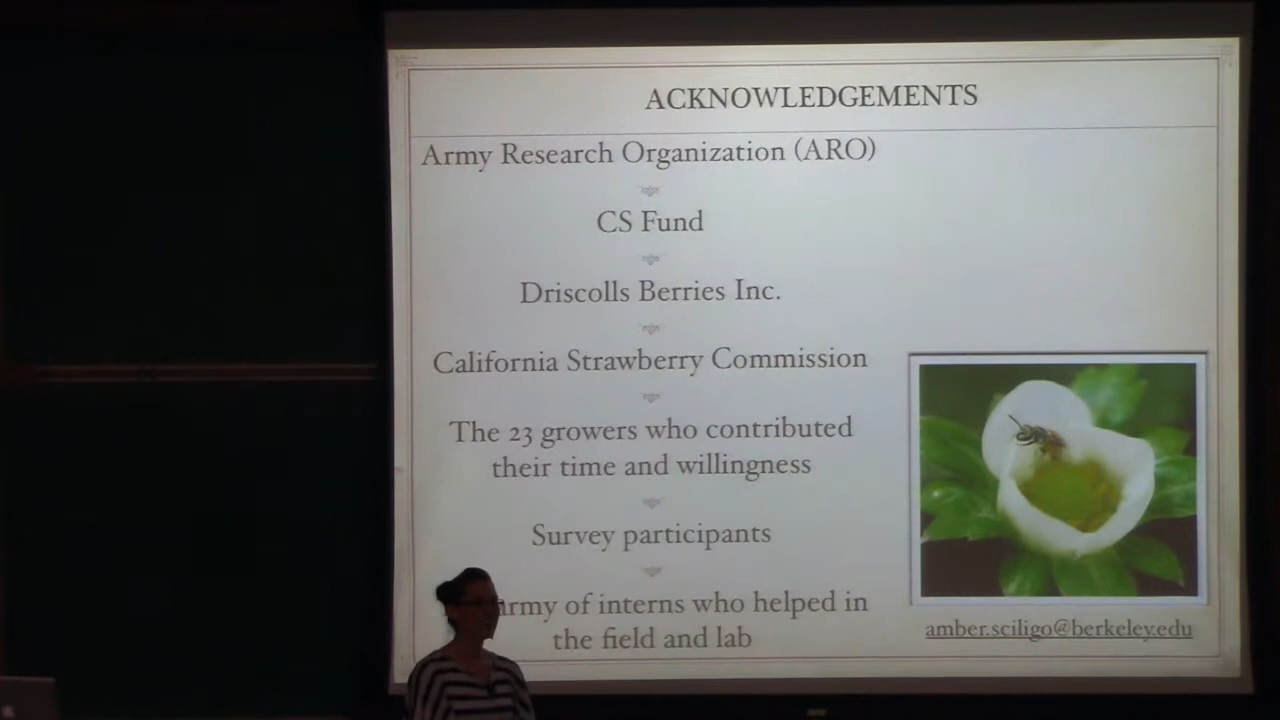 ACKNOWLEDGEMENTS
Army Research Organization (ARO)
CS Fund
Driscolls Berries Inc.
California Strawberry Commission
The 23 growers who contributed
their time and willingness
Survey participants
army of interns who helped in
the field and lab
amber.sciligo@berkeley.edu